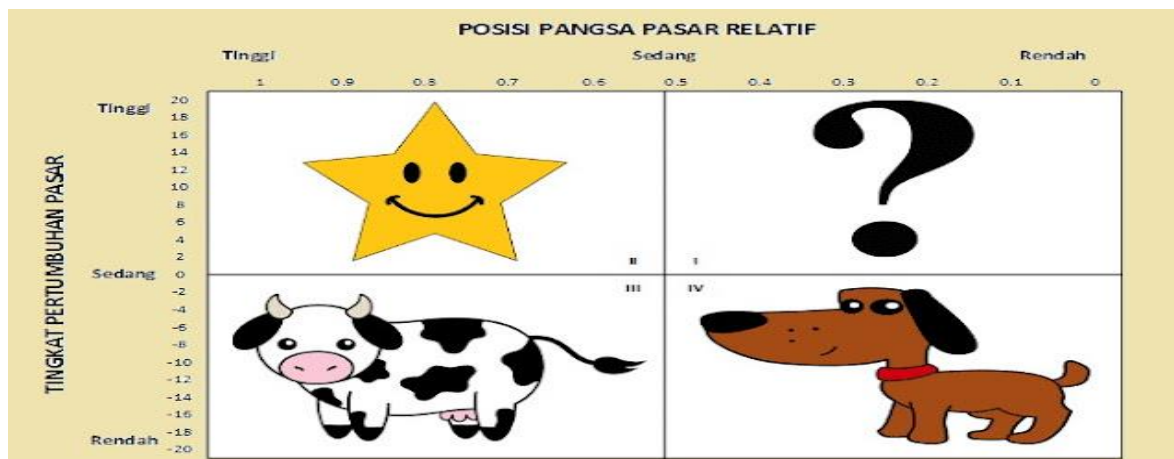 POSISI PANGSA PASAR RELATIF
Tinggi Sedang Rendah
1 0.9 0.8 0.7 0.6 0.5 0.4 0.3 0.2 0.1 0
TINGKAT PERTUMBUHAN PASAR
Tinggi
20
18
16
14
12
10
8
6
4
2
Sedang 0
-2
-4
-6
-8
-10
-12
-14
-16
-18
Rendah
-20
II I
III IV